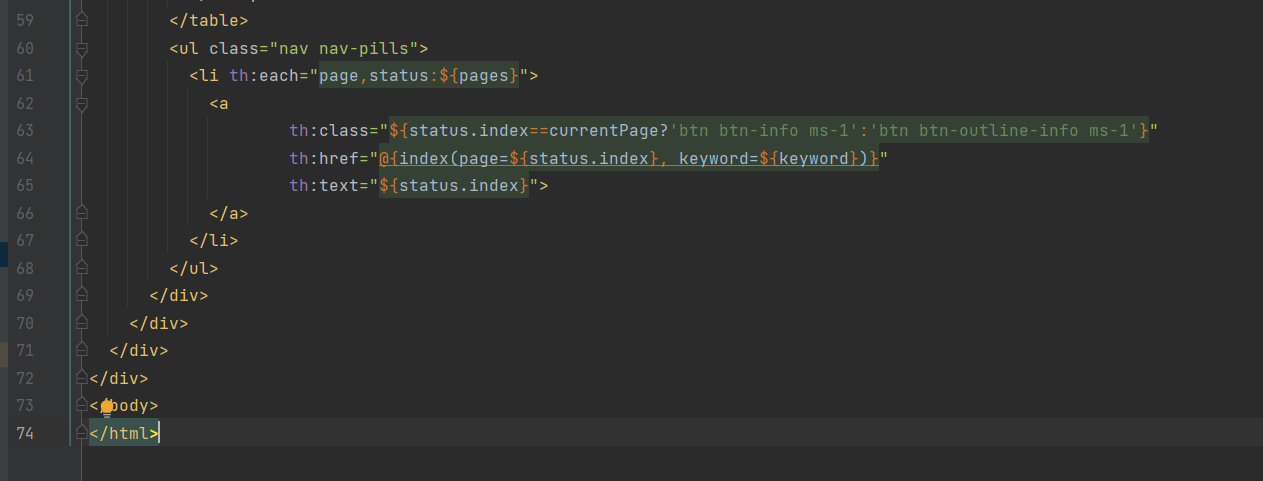 59 </table>
60 <ul class="nav nav-pills">
61 <li th:each="page,status:${pages}">
62 <a
63 th:class="${status.index==currentPage?'btn btn-info ms-1':'btn btn-outline-info ms-1'}"
64 th:href="@{index(page=${status.index}, keyword=${keyword})}"
65 th:text="${status.index}">
66 </a>
67 </li>
68 </ul>
69 </div>
70 </div>
71 </div>
72 </div>
73 </body>
74 </html>